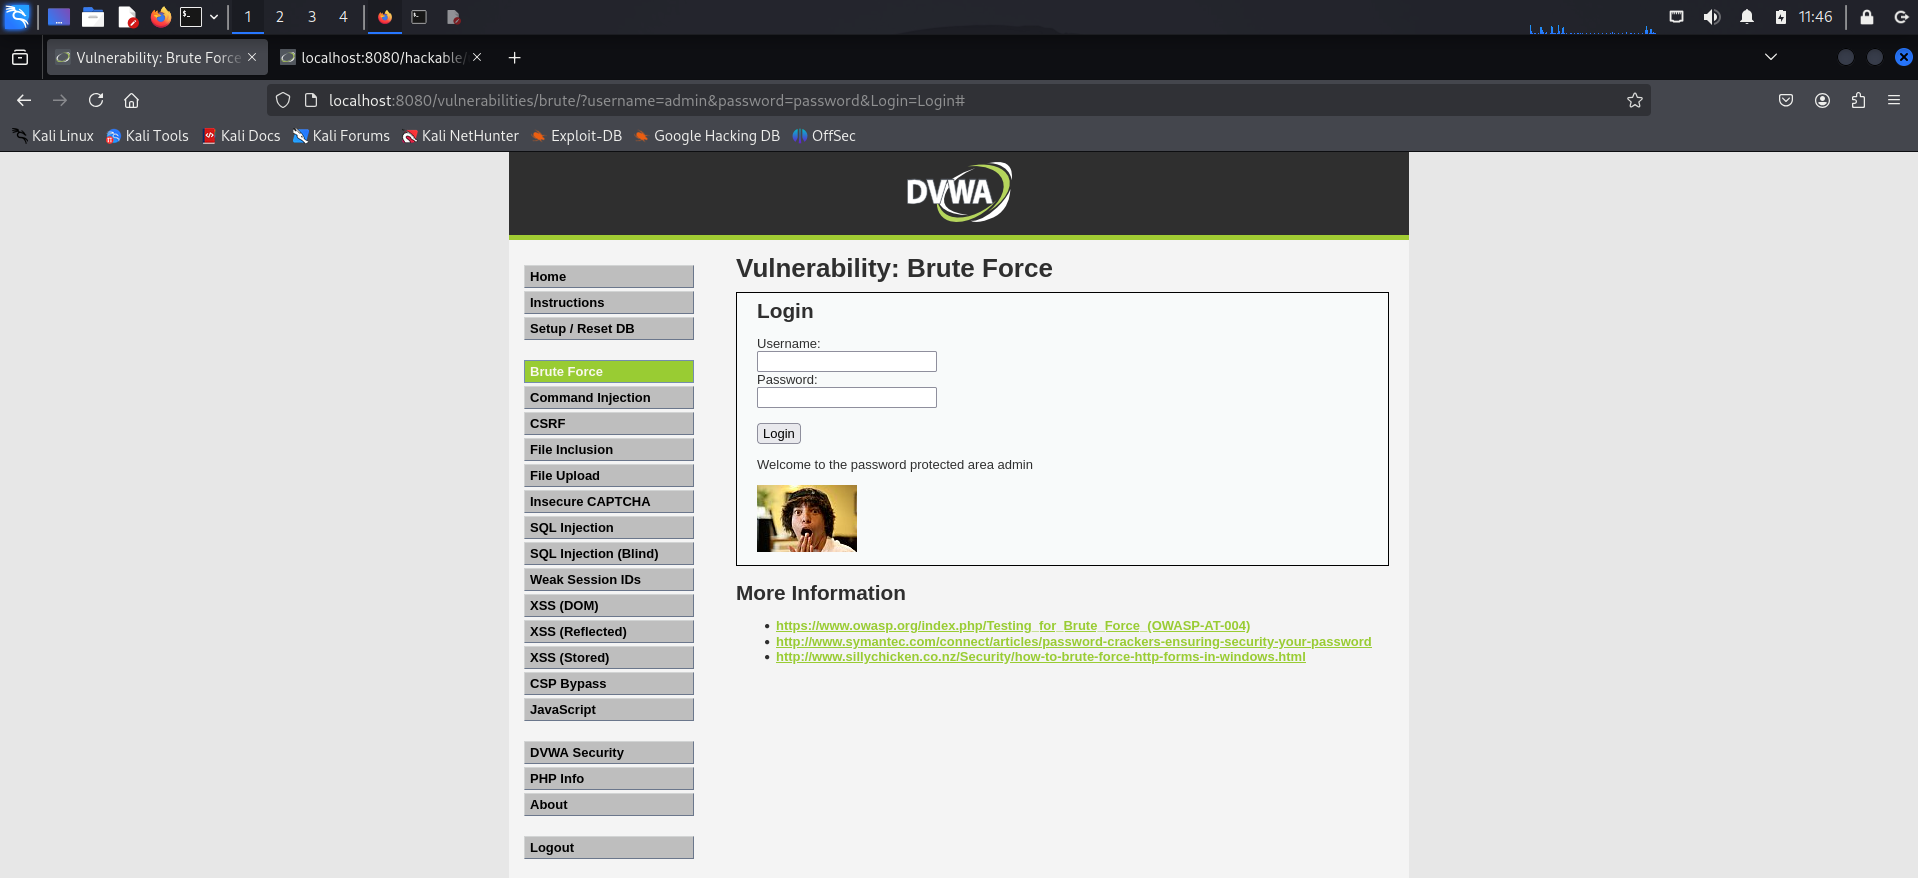 1 2 3 4 11:46
Vulnerability: Brute Force localhost:8080/hackable/
localhost:8080/vulnerabilities/brute/?username=admin&password=password&Login=Login#
Kali Linux Kali Tools Kali Docs Kali Forums Kali NetHunter Exploit-DB Google Hacking DB OffSec
DVWA
Home
Instructions
Setup / Reset DB
Brute Force
Command Injection
CSRF
File Inclusion
File Upload
Insecure CAPTCHA
SQL Injection
SQL Injection (Blind)
Weak Session IDs
XSS (DOM)
XSS (Reflected)
XSS (Stored)
CSP Bypass
JavaScript
DVWA Security
PHP Info
About
Logout
Vulnerability: Brute Force
Login
Username:
Password:
Login
Welcome to the password protected area admin
More Information
https://www.owasp.org/index.php/Testing_for_Brute_Force_(OWASP-AT-004)
http://www.symantec.com/connect/articles/password-crackers-ensuring-security-your-password
http://www.sillychicken.co.nz/Security/how-to-brute-force-http-forms-in-windows.html